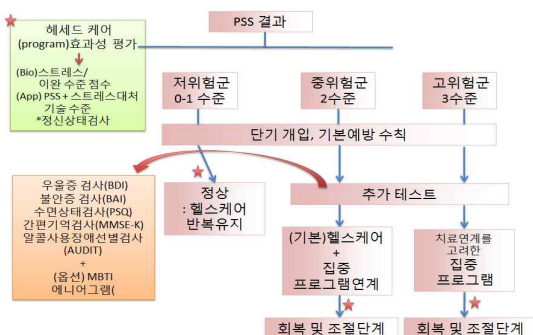 헤세드 케어
(program)효과성 평가
(Bio)스트레스/
이완 수준 점수
(App) PSS + 스트레스대처
기술 수준
*정신상태검사
PSS 결과
저위험군
0-1 수준
중위험군
2수준
고위험군
3수준
단기 개입, 기본예방 수칙
우울증 검사(BDI)
불안증 검사(BAI)
수면상태검사(PSQ)
간편기억검사(MMSE-K)
알콜사용장애선별검사
(AUDIT)
+
(옵션) MBTI
에니어그램(
정상
: 헬스케어
반복유지
추가 테스트
(기본)헬스케어
+
집중
프로그램연계
치료연계를
고려한
집중
프로그램
회복 및 조절단계
회복 및 조절단계